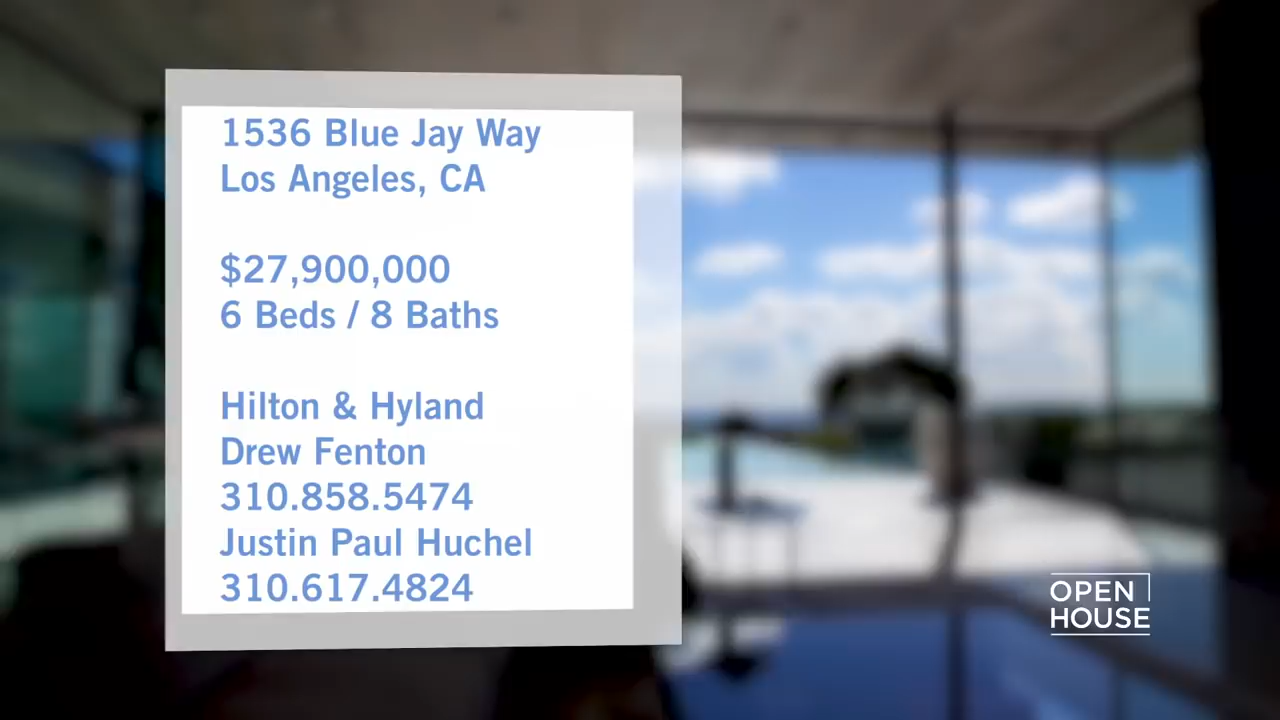 1536 Blue Jay Way
Los Angeles, CA
$27,900,000
6 Beds / 8 Baths
Hilton & Hyland
Drew Fenton
310.858.5474
Justin Paul Huchel
310.617.4824
OPEN
HOUSE